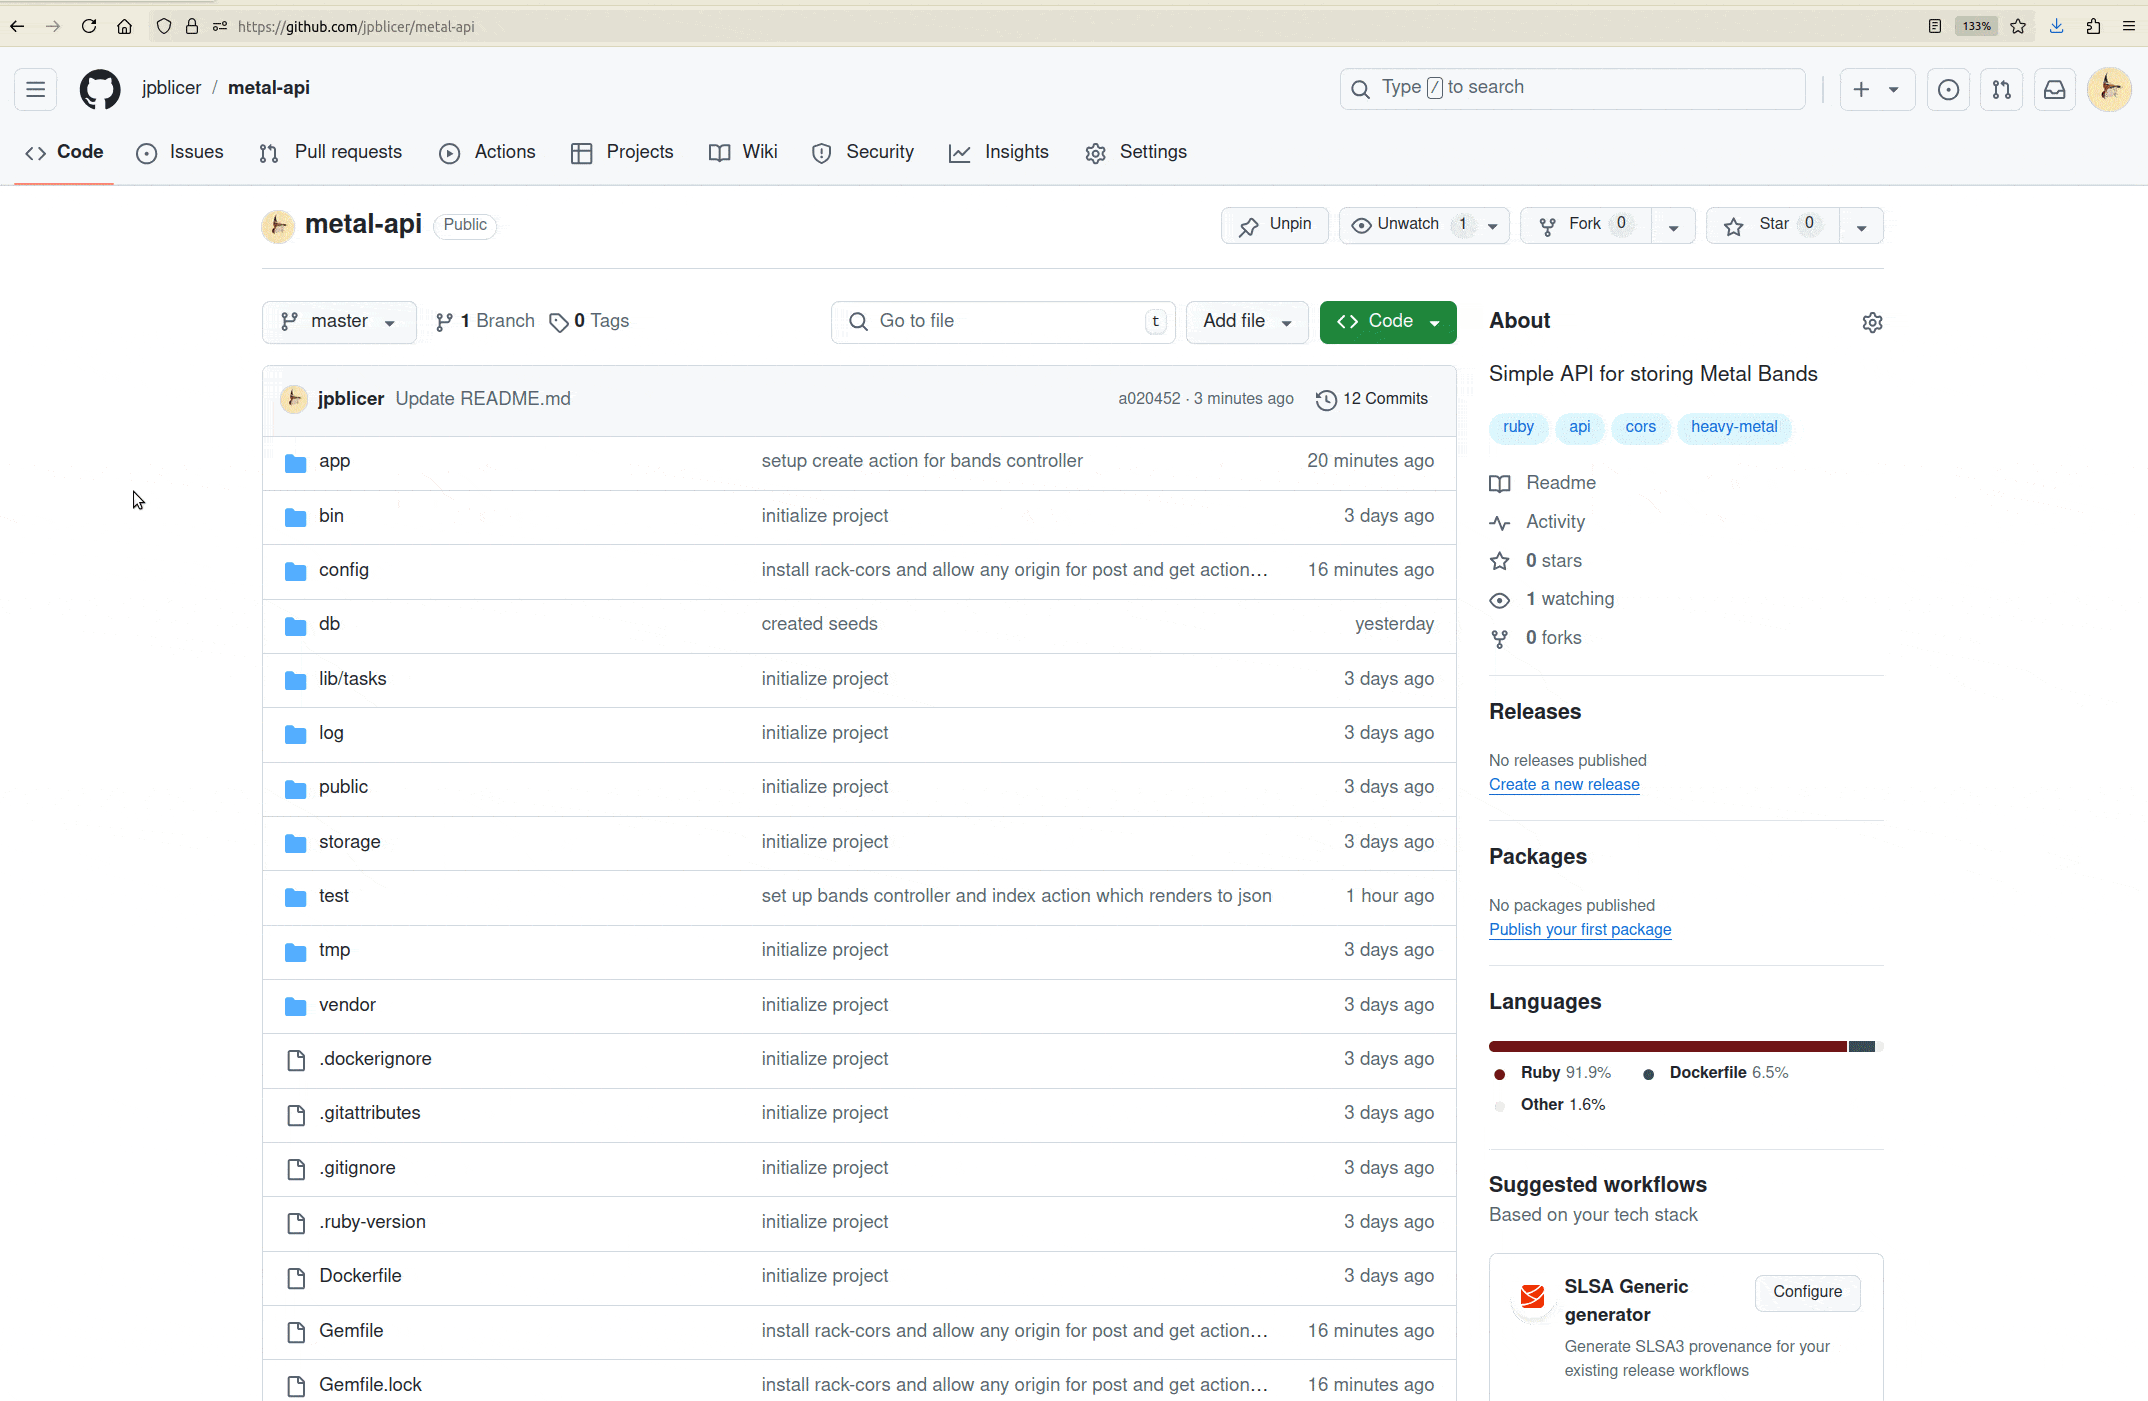 https://github.com/jpblicer/metal-api
133%
jpblicer / metal-api
Type / to search
Code Issues Pull requests Actions Projects Wiki Security Insights Settings
metal-api Public
Unpin Unwatch 1 Fork 0 Star 0
master 1 Branch 0 Tags Go to file t Add file Code
jpblicer Update README.md a020452 · 3 minutes ago 12 Commits
app setup create action for bands controller 20 minutes ago
bin initialize project 3 days ago
config install rack-cors and allow any origin for post and get action… 16 minutes ago
db created seeds yesterday
lib/tasks initialize project 3 days ago
log initialize project 3 days ago
public initialize project 3 days ago
storage initialize project 3 days ago
test set up bands controller and index action which renders to json 1 hour ago
tmp initialize project 3 days ago
vendor initialize project 3 days ago
.dockerignore initialize project 3 days ago
.gitattributes initialize project 3 days ago
.gitignore initialize project 3 days ago
.ruby-version initialize project 3 days ago
Dockerfile initialize project 3 days ago
Gemfile install rack-cors and allow any origin for post and get action… 16 minutes ago
Gemfile.lock install rack-cors and allow any origin for post and get action… 16 minutes ago
About
Simple API for storing Metal Bands
ruby api cors heavy-metal
Readme
Activity
0 stars
1 watching
0 forks
Releases
No releases published
Create a new release
Packages
No packages published
Publish your first package
Languages
Ruby 91.9% Dockerfile 6.5%
Other 1.6%
Suggested workflows
Based on your tech stack
SLSA Generic
generator
Configure
Generate SLSA3 provenance for your
existing release workflows